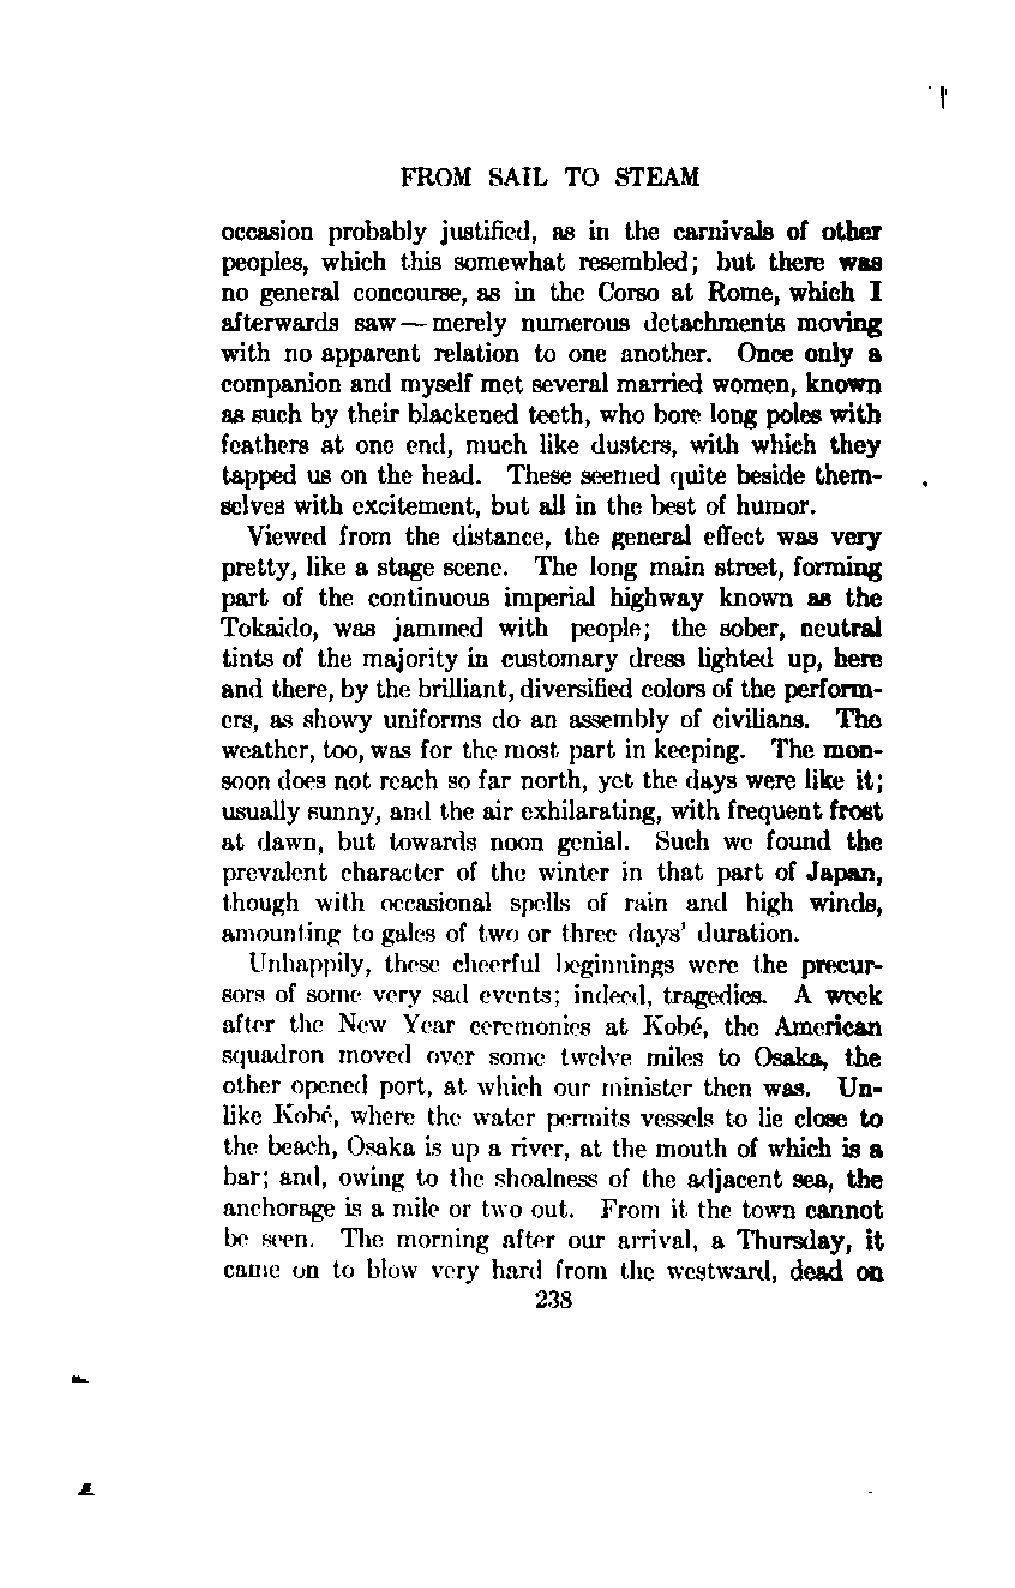 FROM SAIL TO STEAM
occasion probably justified, as in the carnivals of other
peoples, which this somewhat resembled; but there was
no general concourse, as in the Corso at Rome, which I
afterwards saw—merely numerous detachments moving
with no apparent relation to one another. Once only a
companion and myself met several married women, known
as such by their blackened teeth, who bore long poles with
feathers at one end, much like dusters, with which they
tapped us on the head. These seemed quite beside them-
selves with excitement, but all in the best of humor.
Viewed from the distance, the general effect was very
pretty, like a stage scene. The long main street, forming
part of the continuous imperial highway known as the
Tokaido, was jammed with people; the sober, neutral
tints of the majority in customary dress lighted up, here
and there, by the brilliant, diversified colors of the perform-
ers, as showy uniforms do an assembly of civilians. The
weather, too, was for the most part in keeping. The mon-
soon does not reach so far north, yet the days were like it;
usually sunny, and the air exhilarating, with frequent frost
at dawn, but towards noon genial. Such we found the
prevalent character of the winter in that part of Japan,
though with occasional spells of rain and high winds,
amounting to gales of two or three days' duration.
Unhappily, these cheerful beginnings were the precur-
sors of some very sad events; indeed, tragedies. A week
after the New Year ceremonies at Kobé, the American
squadron moved over some twelve miles to Osaka, the
other opened port, at which our minister then was. Un-
like Kobé, where the water permits vessels to lie close to
the beach, Osaka is up a river, at the mouth of which is a
bar; and, owing to the shoalness of the adjacent sea, the
anchorage is a mile or two out. From it the town cannot
be seen. The morning after our arrival, a Thursday, it
came on to blow very hard from the westward, dead on
238